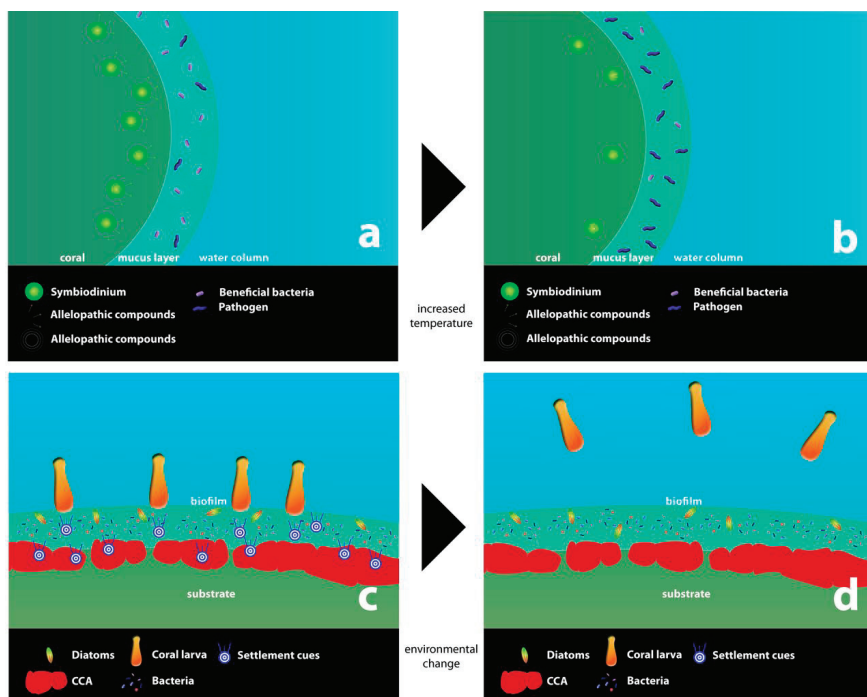 a
coral mucus layer water column
Symbiodinium
Allelopathic compounds
Allelopathic compounds
Beneficial bacteria
Pathogen
increased
temperature
b
coral mucus layer water column
Symbiodinium
Allelopathic compounds
Allelopathic compounds
Beneficial bacteria
Pathogen
biofilm
substrate
c
Diatoms Coral larva Settlement cues
CCA Bacteria
environmental
change
biofilm
substrate
d
Diatoms Coral larva Settlement cues
CCA Bacteria